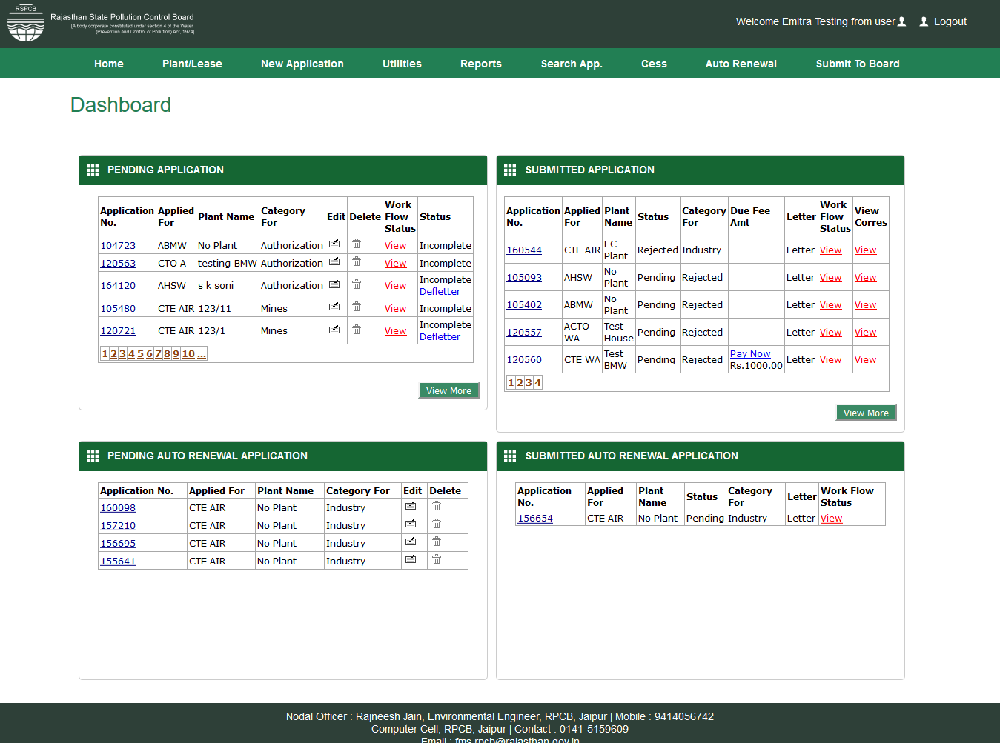 RSPCB
Rajasthan State Pollution Control Board
[A body corporate constituted under section 4 of the Water
(Prevention and Control of Pollution) Act, 1974]
Welcome Emitra Testing from user Logout
Home Plant/Lease New Application Utilities Reports Search App. Cess Auto Renewal Submit To Board
Dashboard
PENDING APPLICATION
Application No. Applied For Plant Name Category For Edit Delete Work Flow Status Status
104723 ABMW No Plant Authorization View Incomplete
120563 CTO A testing-BMW Authorization View Incomplete
164120 AHSW s k soni Authorization View Incomplete Defletter
105480 CTE AIR 123/11 Mines View Incomplete
120721 CTE AIR 123/1 Mines View Incomplete Defletter
1 2 3 4 5 6 7 8 9 10 ...
View More
SUBMITTED APPLICATION
Application No. Applied For Plant Name Status Category For Due Fee Amt Letter Work Flow Status View Corres
160544 CTE AIR EC Plant Rejected Industry Letter View View
105093 AHSW No Plant Pending Rejected Letter View View
105402 ABMW No Plant Pending Rejected Letter View View
120557 ACTO WA Test House Pending Rejected Letter View View
120560 CTE WA Test BMW Pending Rejected Pay Now Rs.1000.00 Letter View View
1 2 3 4
View More
PENDING AUTO RENEWAL APPLICATION
Application No. Applied For Plant Name Category For Edit Delete
160098 CTE AIR No Plant Industry
157210 CTE AIR No Plant Industry
156695 CTE AIR No Plant Industry
155641 CTE AIR No Plant Industry
SUBMITTED AUTO RENEWAL APPLICATION
Application No. Applied For Plant Name Status Category For Letter Work Flow Status
156654 CTE AIR No Plant Pending Industry Letter View
Nodal Officer : Rajneesh Jain, Environmental Engineer, RPCB, Jaipur | Mobile : 9414056742
Computer Cell, RPCB, Jaipur | Contact : 0141-5159609
Email : fms.rpcb@rajasthan.gov.in